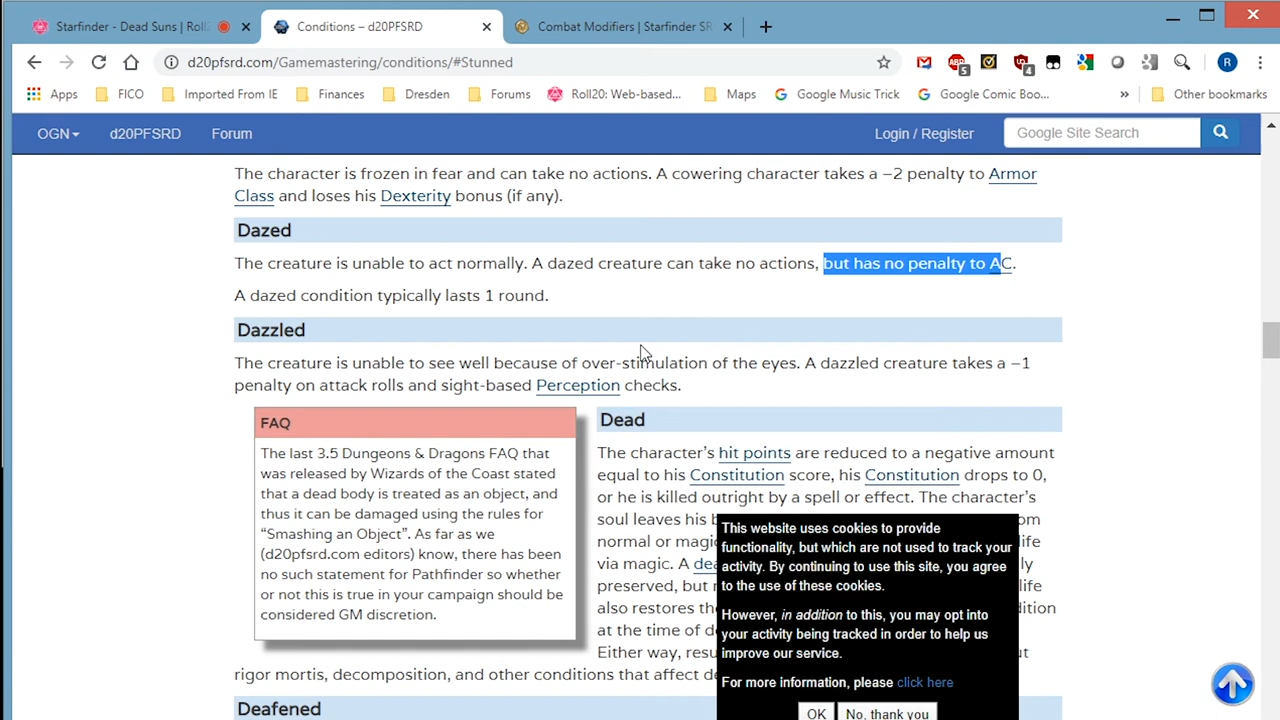 Starfinder - Dead Suns | Roll2
Conditions – d20PFSRD
Combat Modifiers | Starfinder SR
d20pfsrd.com/Gamemastering/conditions/#Stunned
5
4
R
Apps
FICO
Imported From IE
Finances
Dresden
Forums
Roll20: Web-based...
Maps
Google Music Trick
Google Comic Boo...
»
Other bookmarks
OGN
d20PFSRD
Forum
Login / Register
Google Site Search
The character is frozen in fear and can take no actions. A cowering character takes a −2 penalty to Armor
Class and loses his Dexterity bonus (if any).
Dazed
The creature is unable to act normally. A dazed creature can take no actions, but has no penalty to AC.
A dazed condition typically lasts 1 round.
Dazzled
The creature is unable to see well because of over-stimulation of the eyes. A dazzled creature takes a −1
penalty on attack rolls and sight-based Perception checks.
FAQ
The last 3.5 Dungeons & Dragons FAQ that
was released by Wizards of the Coast stated
that a dead body is treated as an object, and
thus it can be damaged using the rules for
“Smashing an Object”. As far as we
(d20pfsrd.com editors) know, there has been
no such statement for Pathfinder so whether
or not this is true in your campaign should be
considered GM discretion.
Dead
The character’s hit points are reduced to a negative amount
equal to his Constitution score, his Constitution drops to 0,
or he is killed outright by a spell or effect. The character’s
soul leaves his
normal or magi life
via magic. A
preserved, but
also restores the
at the time of
Either way,
rigor mortis, decomposition, and other conditions that affect
Deafened
This website uses cookies to provide
functionality, but which are not used to track your
activity. By continuing to use this site, you agree
to the use of these cookies.
However, in addition to this, you may opt into
your activity being tracked in order to help us
improve our service.
For more information, please click here
OK
No, thank you